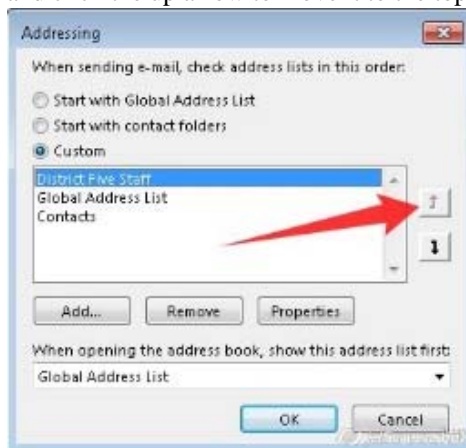 Addressing
When sending e-mail, check address lists in this order:
Start with Global Address List
Start with contact folders
Custom
District Five Staff
Global Address List
Contacts
Add...
Remove
Properties
When opening the address book, show this address list first:
Global Address List
OK
Cancel